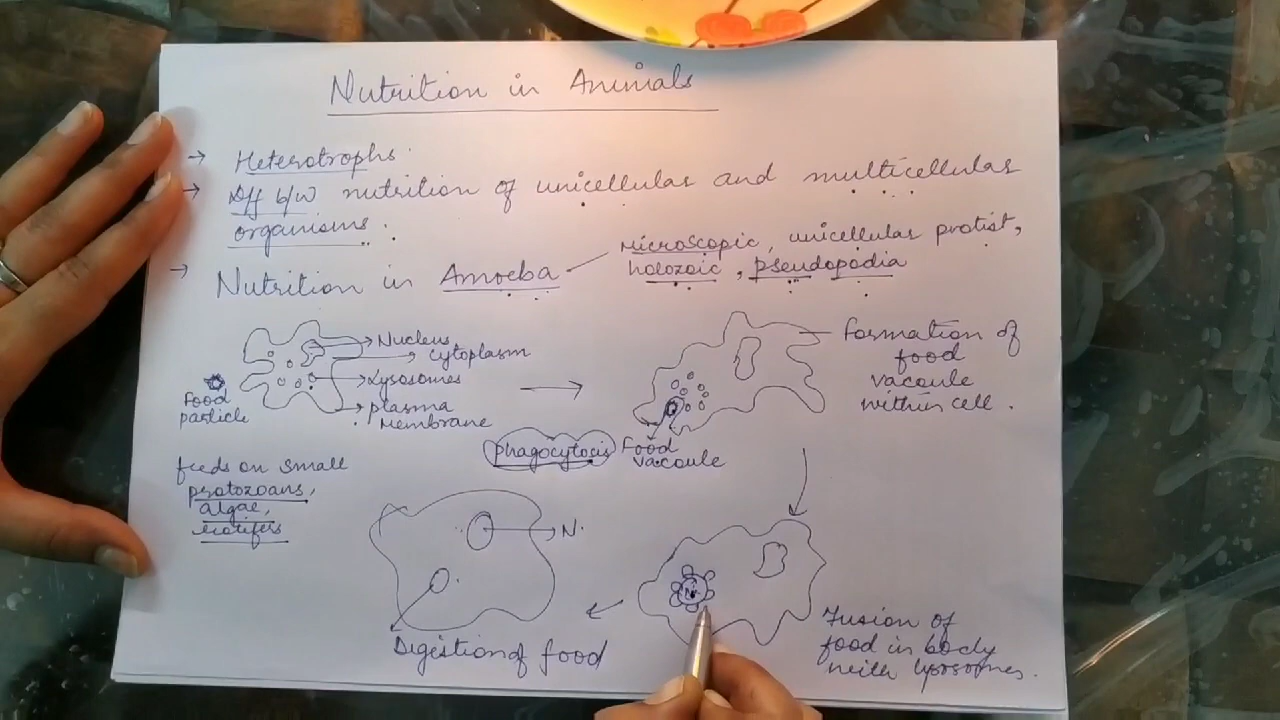 Nutrition in Animals
→ Heterotrophs.
→ Diff b/w nutrition of unicellular and multicellular
organisms.
→ Nutrition in Amoeba
Microscopic, unicellular protist,
holozoic, pseudopodia
Nucleus
cytoplasm
Lysosomes
plasma
Membrane
Food
particle
feeds on small
protozoans,
algae,
rotifers
phagocytosis
Food
vacoule
Formation of
food
vacoule
within cell.
Fusion of
food in body
with lysosomes.
N.
Digestion of food